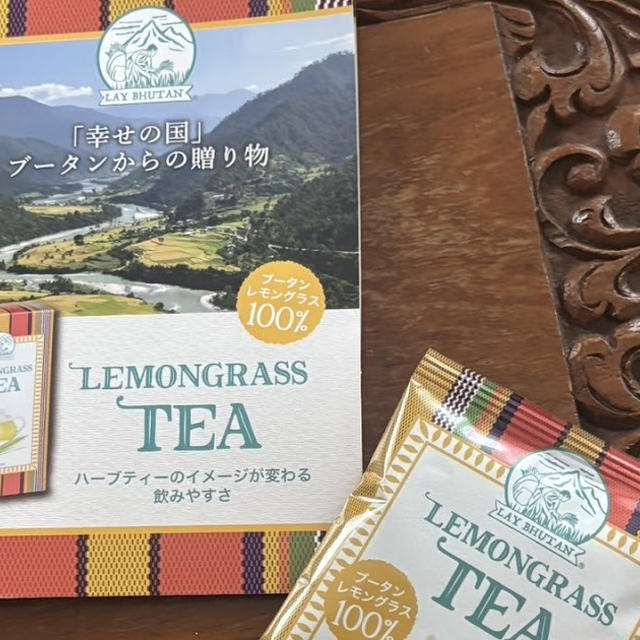 LAY BHUTAN
「幸せの国」
ブータンからの贈り物
ブータン
レモングラス
100%
LEMONGRASS
TEA
ハーブティーのイメージが変わる
飲みやすさ
EMONGRASS
TEA
LAY BHUTAN
LEMONGRASS
TEA
ブータン
レモングラス
100%